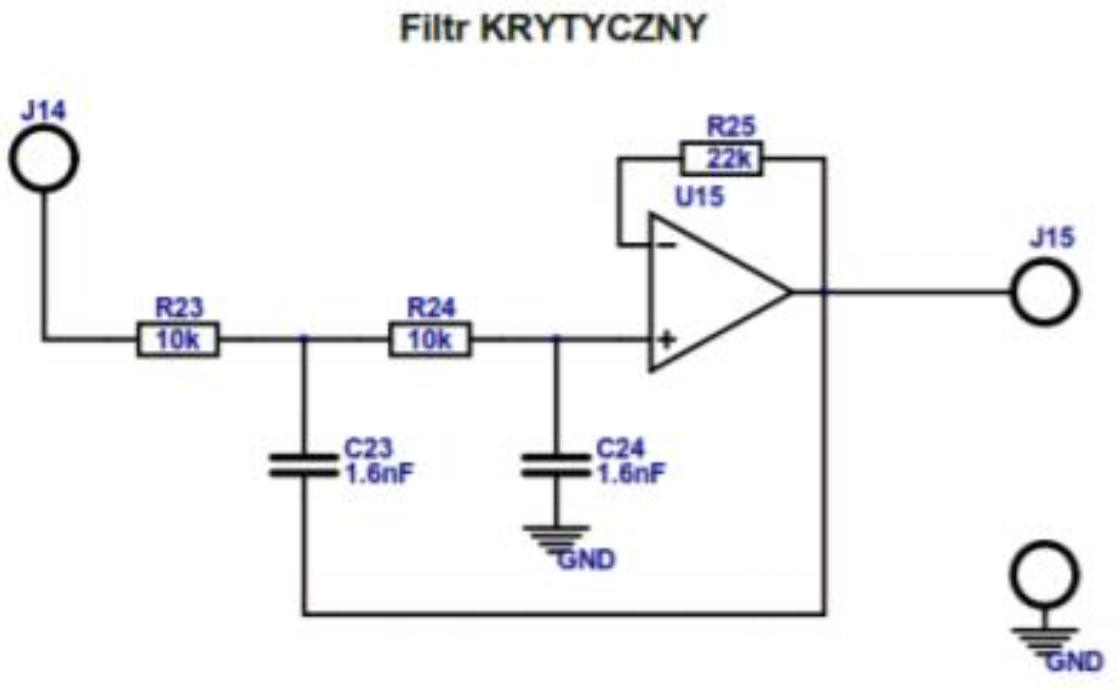 Filtr KRYTYCZNY
J14
R25
22k
U15
J15
R23
10k
R24
10k
C23
1.6nF
C24
1.6nF
GND
GND